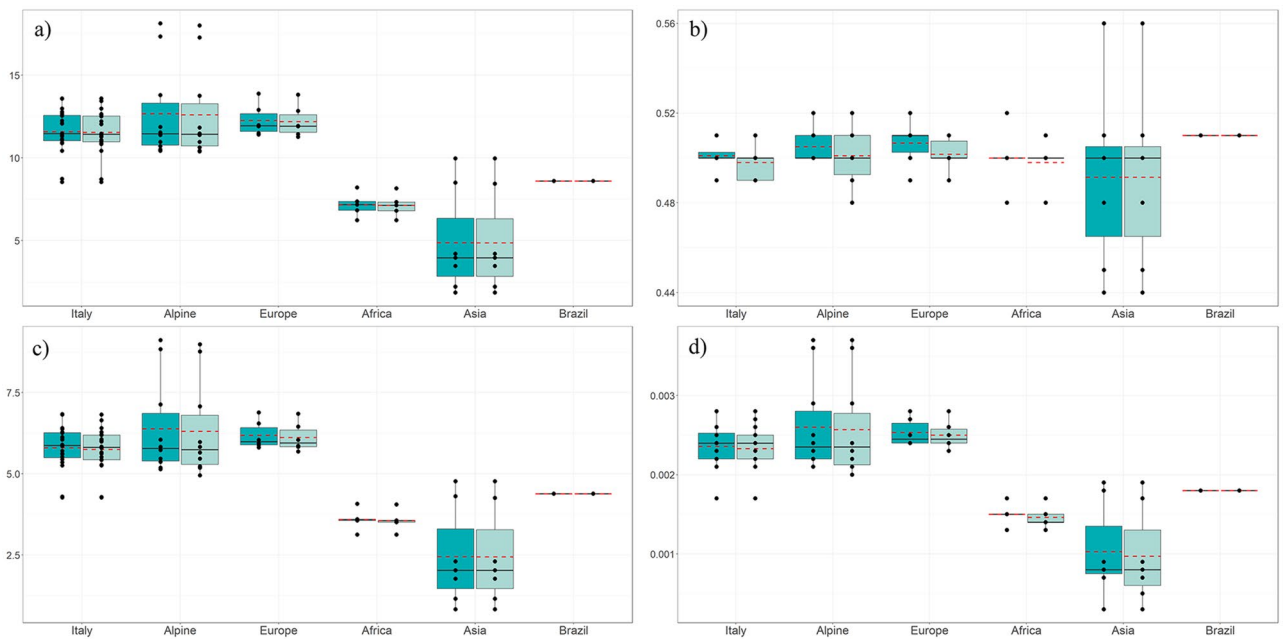 a)
15
10
5
Italy Alpine Europe Africa Asia Brazil
b)
0.56
0.52
0.48
0.44
Italy Alpine Europe Africa Asia Brazil
c)
7.5
5.0
2.5
Italy Alpine Europe Africa Asia Brazil
d)
0.003
0.002
0.001
Italy Alpine Europe Africa Asia Brazil